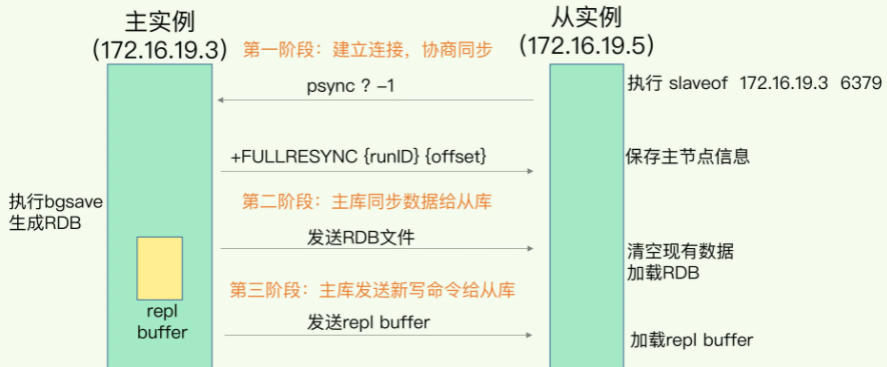 主实例
(172.16.19.3)
从实例
(172.16.19.5)
第一阶段：建立连接，协商同步
执行 slaveof 172.16.19.3 6379
psync ? -1
+FULLRESYNC {runID} {offset}
保存主节点信息
执行bgsave
生成RDB
第二阶段：主库同步数据给从库
发送RDB文件
清空现有数据
加载RDB
第三阶段：主库发送新写命令给从库
repl
buffer
发送repl buffer
加载repl buffer